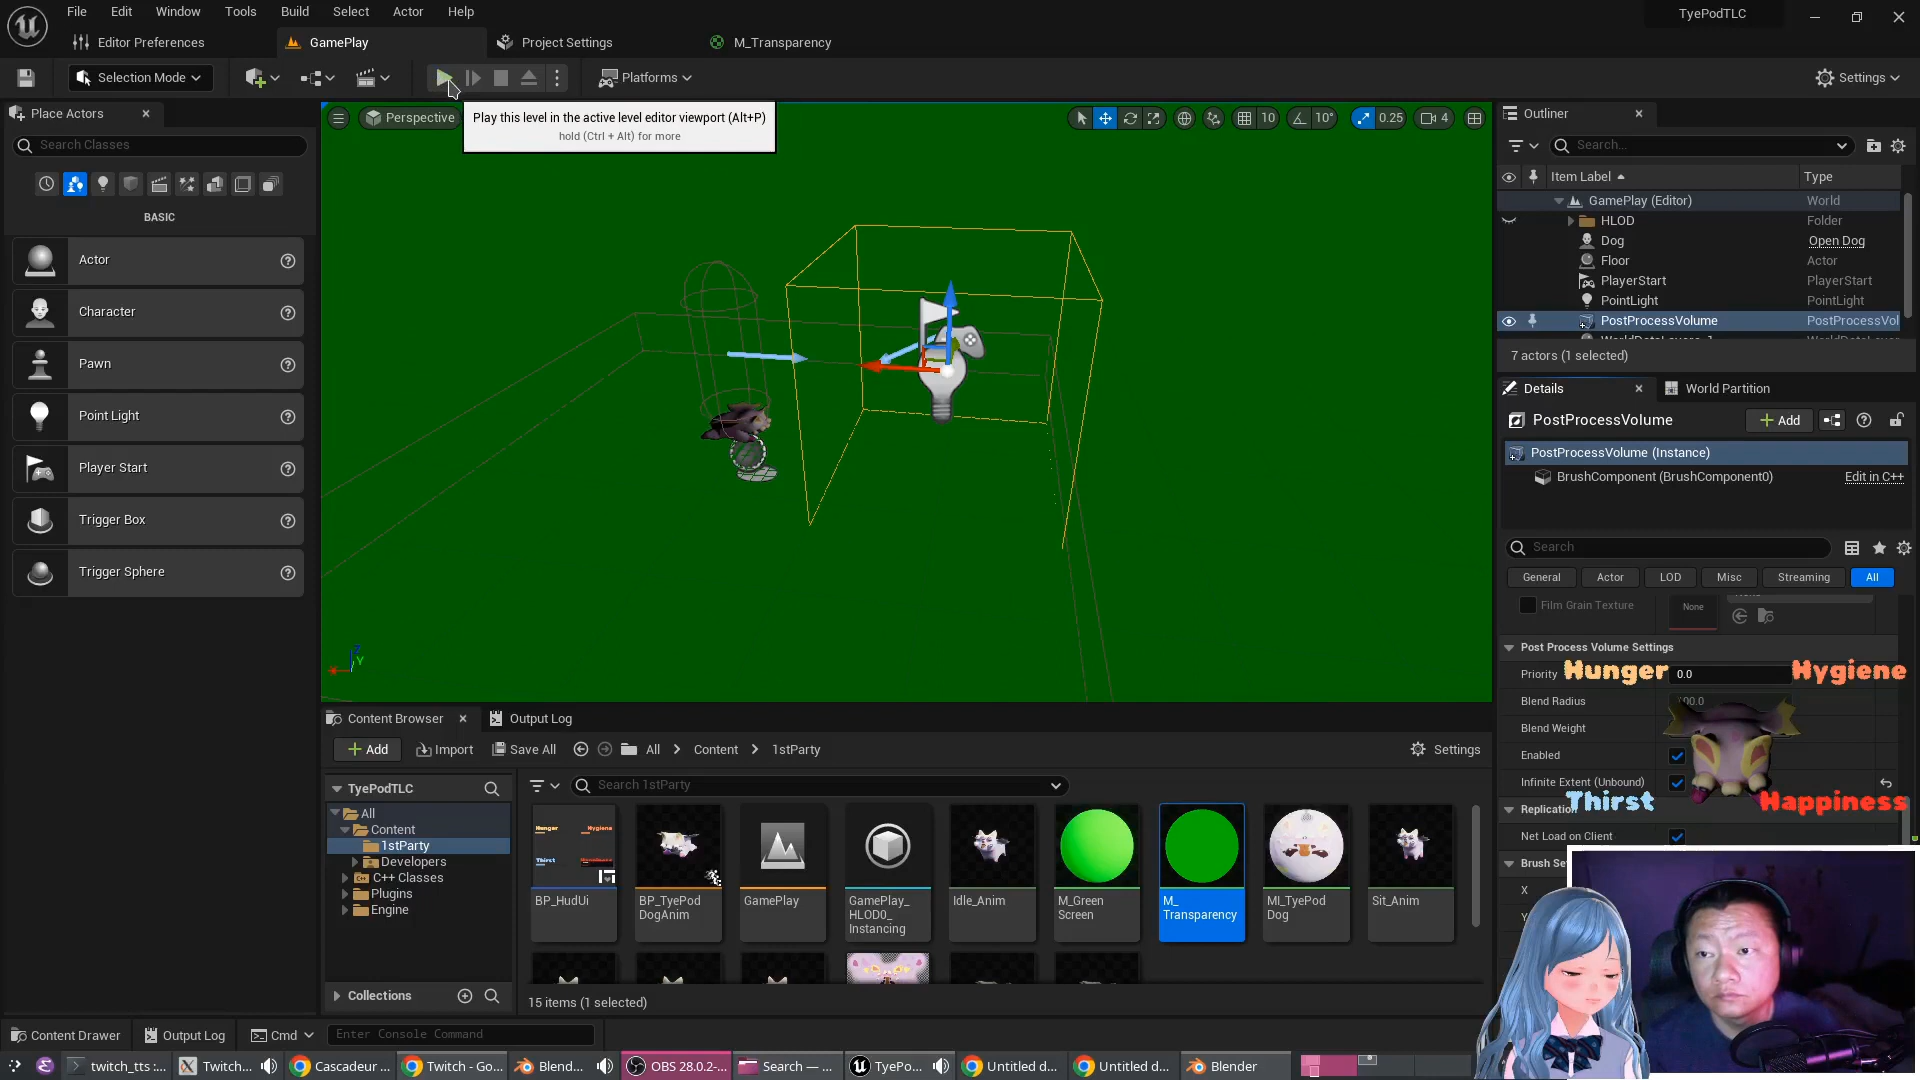 File Edit Window Tools Build Select Actor Help
TyePodTLC
Editor Preferences GamePlay Project Settings M_Transparency
Selection Mode Platforms Settings
Place Actors
Search Classes
BASIC
Actor
Character
Pawn
Point Light
Player Start
Trigger Box
Trigger Sphere
Perspective
Play this level in the active level editor viewport (Alt+P)
hold (Ctrl + Alt) for more
10 10° 0.25 4
Z
Y
Outliner
Search...
Item Label Type
GamePlay (Editor) World
HLOD Folder
Dog Open Dog
Floor Actor
PlayerStart PlayerStart
PointLight PointLight
PostProcessVolume PostProcessVol
7 actors (1 selected)
Details World Partition
PostProcessVolume Add
PostProcessVolume (Instance)
BrushComponent (BrushComponent0) Edit in C++
Search
General Actor LOD Misc Streaming All
Film Grain Texture None
Post Process Volume Settings
Priority 0.0
Hunger Hygiene
Blend Radius
Blend Weight
Enabled
Infinite Extent (Unbound)
Thirst Happiness
Replication
Net Load on Client
Brush Se
X
Content Browser Output Log
Add Import Save All All Content 1stParty Settings
TyePodTLC
Search 1stParty
All
Content
1stParty
Developers
C++ Classes
Plugins
Engine
Hunger Hygiene
Thirst
BP_HudUi
BP_TyePod
DogAnim
GamePlay
GamePlay_
HLOD0_
Instancing
Idle_Anim
M_Green
Screen
M_
Transparency
MI_TyePod
Dog
Sit_Anim
Collections
15 items (1 selected)
Content Drawer Output Log Cmd Enter Console Command
twitch_tts :... Twitch... Cascadeur ... Twitch - Go... Blend... OBS 28.0.2-... Search — ... TyePo... Untitled d... Untitled d... Blender